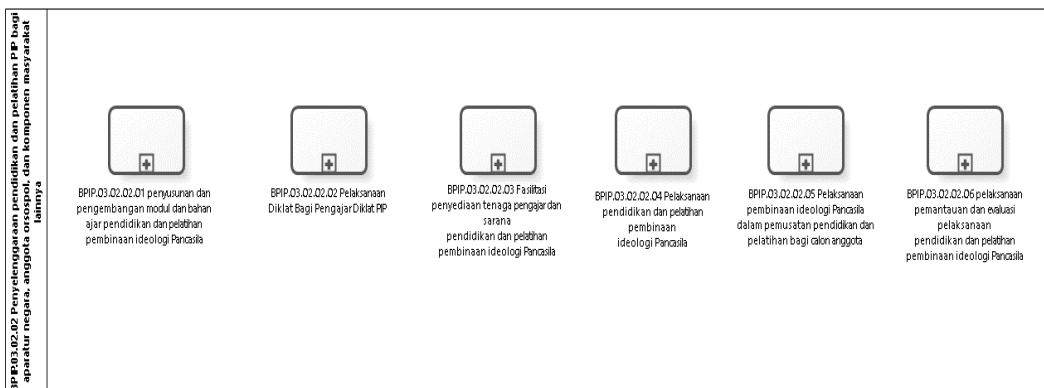 BPIP.03.02.02 Penyelenggaraan pendidikan dan pelatihan PIP bagi
aparatur negara, anggota orsospol, dan komponen masyarakat
lainnya
BPIP.03.02.02.01 penyusunan dan
pengembangan modul dan bahan
ajar pendidikan dan pelatihan
pembinaan ideologi Pancasila
BPIP.03.02.02.02 Pelaksanaan
Diklat Bagi Pengajar Diklat PIP
BPIP.03.02.02.03 Fasilitasi
penyediaan tenaga pengajar dan
sarana
pendidikan dan pelatihan
pembinaan ideologi Pancasila
BPIP.03.02.02.04 Pelaksanaan
pendidikan dan pelatihan
pembinaan
ideologi Pancasila
BPIP.03.02.02.05 Pelaksanaan
pembinaan ideologi Pancasila
dalam pemusatan pendidikan dan
pelatihan bagi calon anggota
BPIP.03.02.02.06 pelaksanaan
pemantauan dan evaluasi
pelaksanaan
pendidikan dan pelatihan
pembinaan ideologi Pancasila